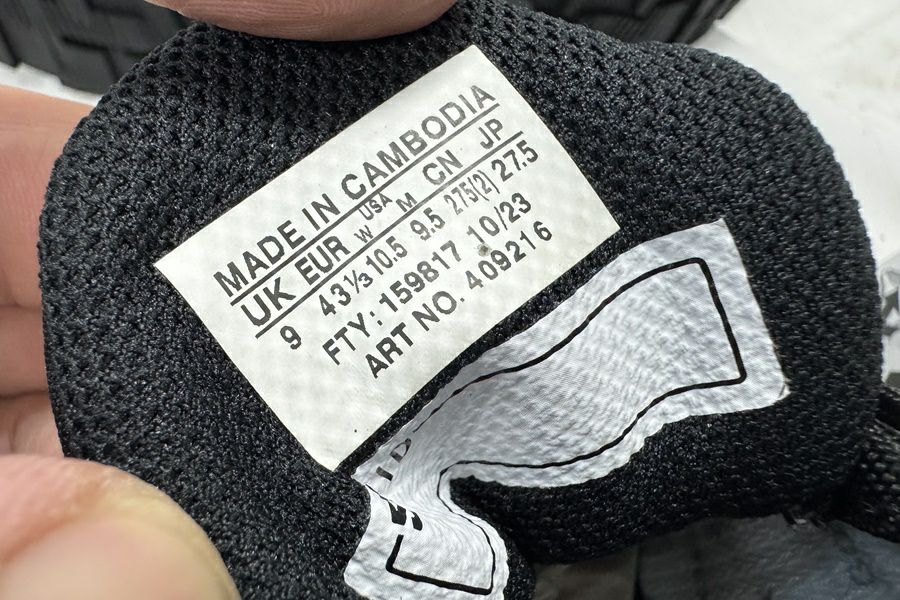 MADE IN CAMBODIA
UK EUR USA CN JP
W M
9 43⅓ 10.5 9.5 275(2) 27.5
FTY: 159817 10/23
ART NO. 409216